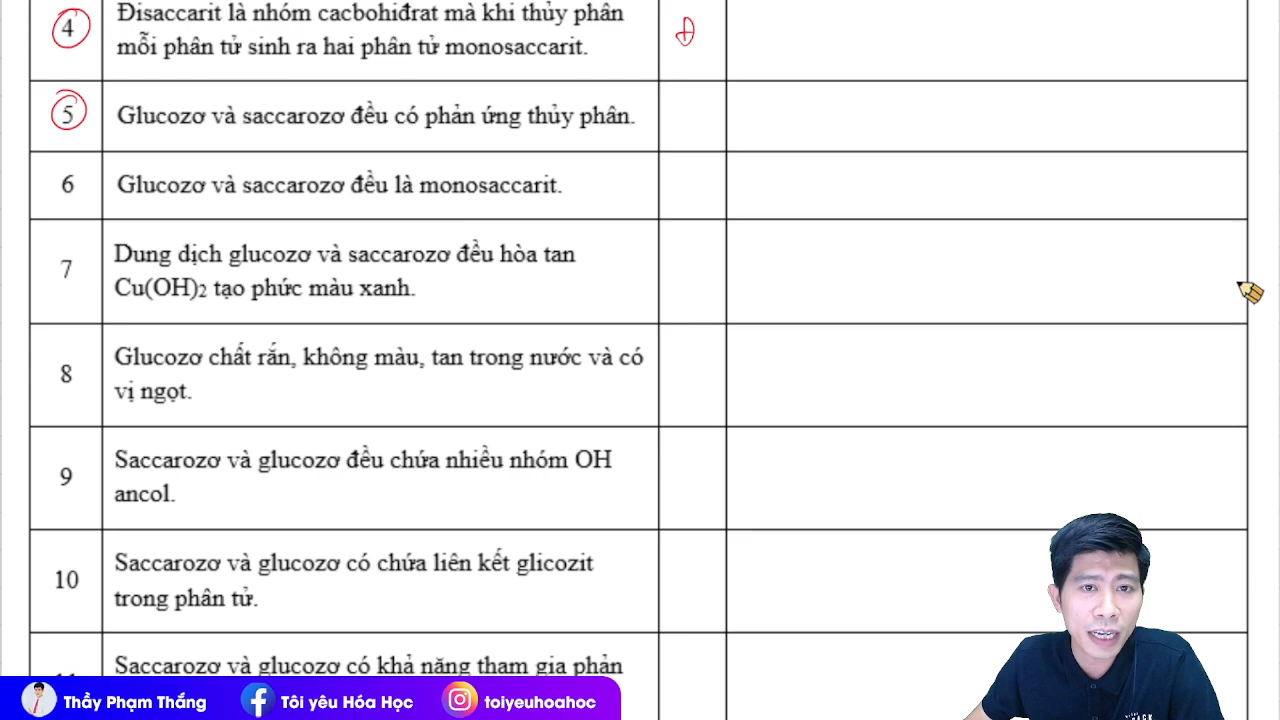 4
Đisaccarit là nhóm cacbohiđrat mà khi thủy phân
mỗi phân tử sinh ra hai phân tử monosaccarit.
Đ
5
Glucozơ và saccarozơ đều có phản ứng thủy phân.
6
Glucozơ và saccarozơ đều là monosaccarit.
7
Dung dịch glucozơ và saccarozơ đều hòa tan
Cu(OH)2 tạo phức màu xanh.
8
Glucozơ chất rắn, không màu, tan trong nước và có
vị ngọt.
9
Saccarozơ và glucozơ đều chứa nhiều nhóm OH
ancol.
10
Saccarozơ và glucozơ có chứa liên kết glicozit
trong phân tử.
Saccarozơ và glucozơ có khả năng tham gia phản
Thầy Phạm Thắng
Tôi yêu Hóa Học
toiyeuhoahoc